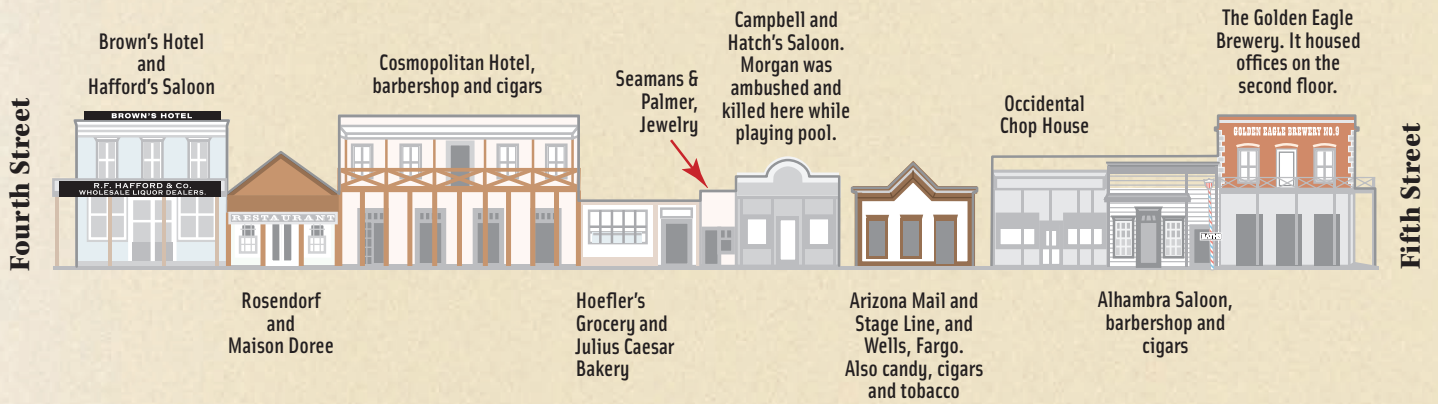 Fourth Street
Brown's Hotel
and
Hafford's Saloon
BROWN'S HOTEL
R.F. HAFFORD & Co.
WHOLESALE LIQUOR DEALERS.
RESTAURANT
Rosendorf
and
Maison Doree
Cosmopolitan Hotel,
barbershop and cigars
Hoefler's
Grocery and
Julius Caesar
Bakery
Seamans &
Palmer,
Jewelry
Campbell and
Hatch's Saloon.
Morgan was
ambushed and
killed here while
playing pool.
Arizona Mail and
Stage Line, and
Wells, Fargo.
Also candy, cigars
and tobacco
Occidental
Chop House
Alhambra Saloon,
barbershop and
cigars
BATHS
The Golden Eagle
Brewery. It housed
offices on the
second floor.
GOLDEN EAGLE BREWERY NO.9
Fifth Street